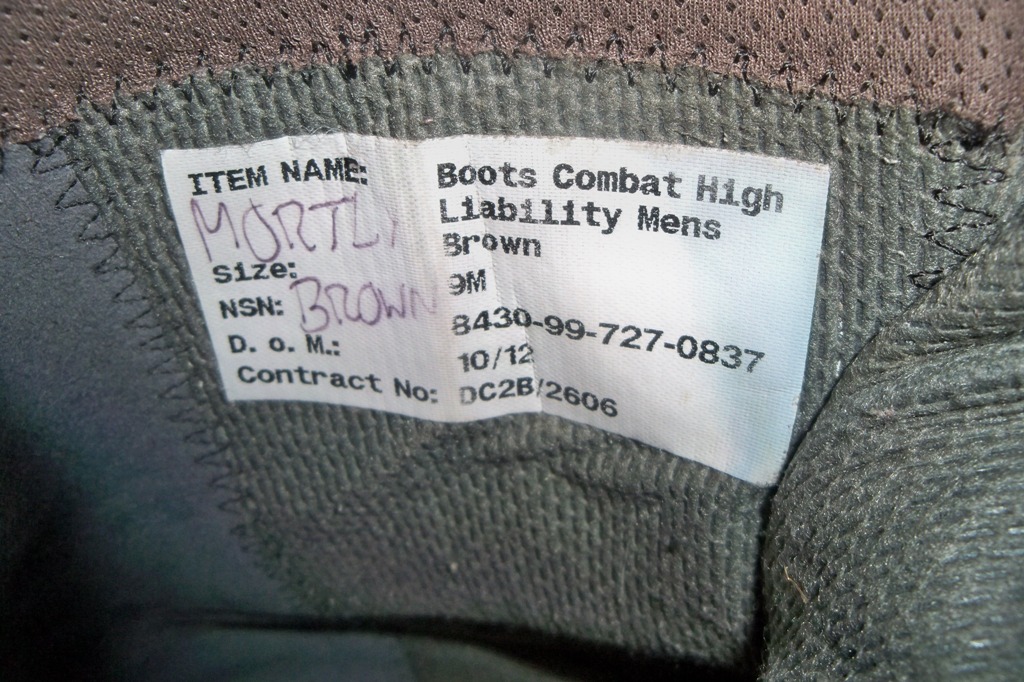 ITEM NAME: Boots Combat High
Liability Mens
Brown
MORTLY
Size: 9M
NSN: 8430-99-727-0837
BROWN
D. o. M.: 10/12
Contract No: DC2B/2606